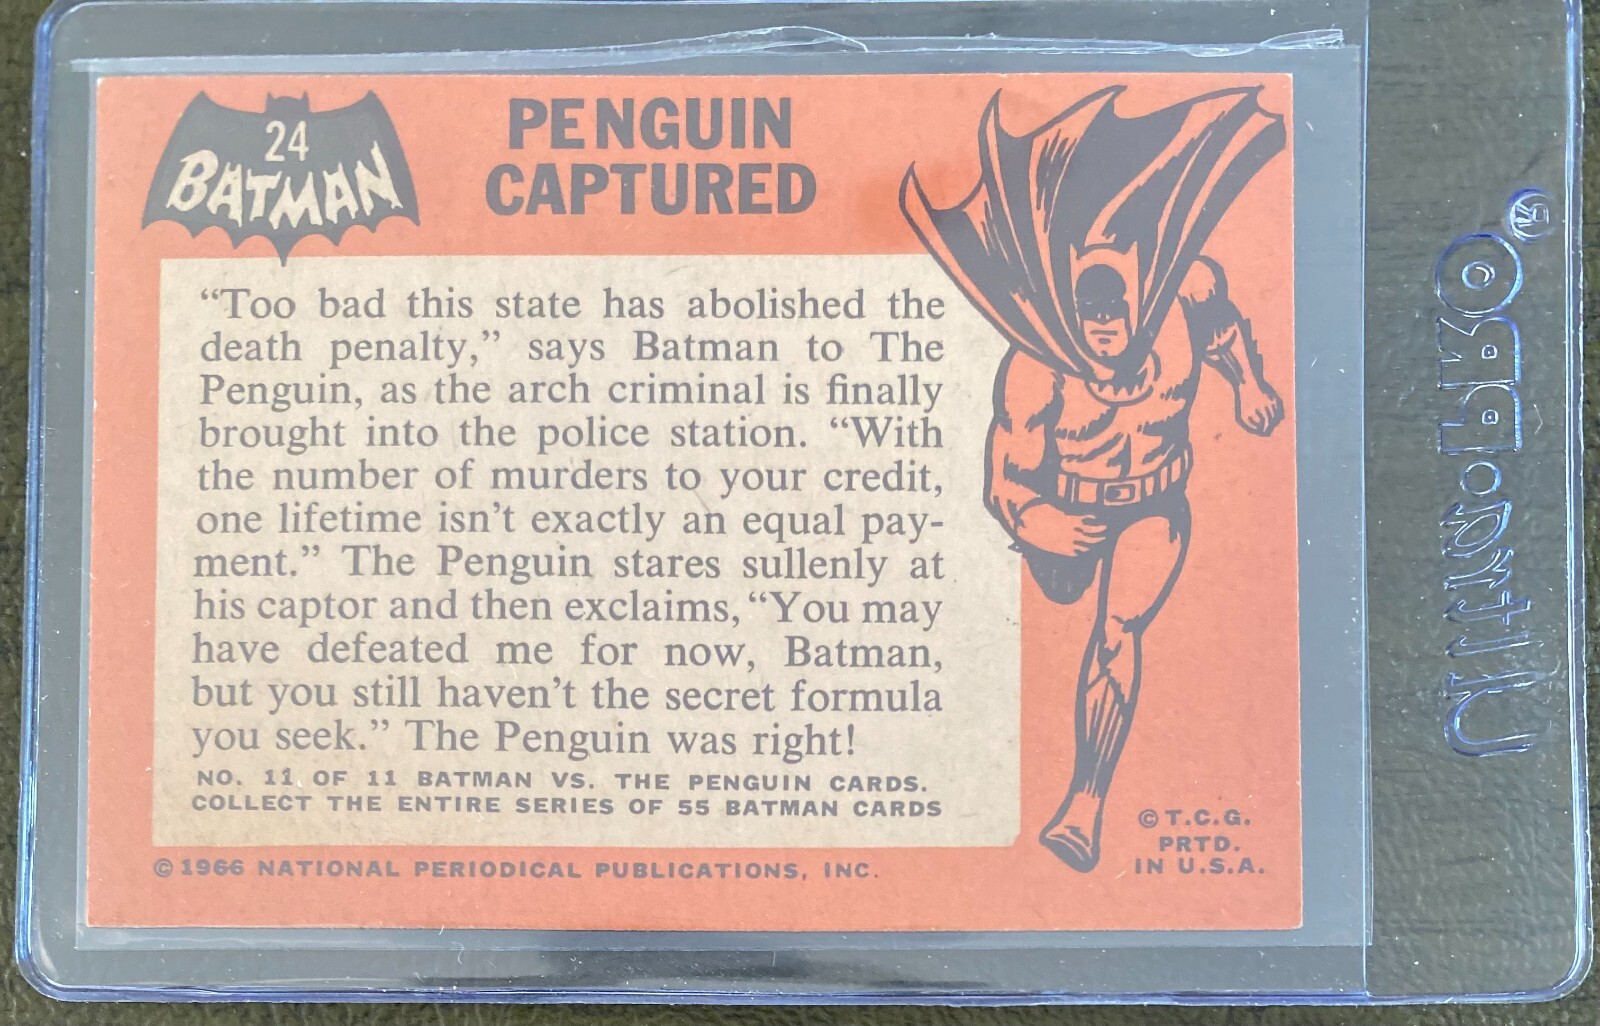 24
BATMAN
PENGUIN
CAPTURED
“Too bad this state has abolished the
death penalty,” says Batman to The
Penguin, as the arch criminal is finally
brought into the police station. “With
the number of murders to your credit,
one lifetime isn’t exactly an equal pay-
ment.” The Penguin stares sullenly at
his captor and then exclaims, “You may
have defeated me for now, Batman,
but you still haven’t the secret formula
you seek.” The Penguin was right!
NO. 11 OF 11 BATMAN VS. THE PENGUIN CARDS.
COLLECT THE ENTIRE SERIES OF 55 BATMAN CARDS
© 1966 NATIONAL PERIODICAL PUBLICATIONS, INC.
© T.C.G.
PRTD.
IN U.S.A.
Ultra•PRO®